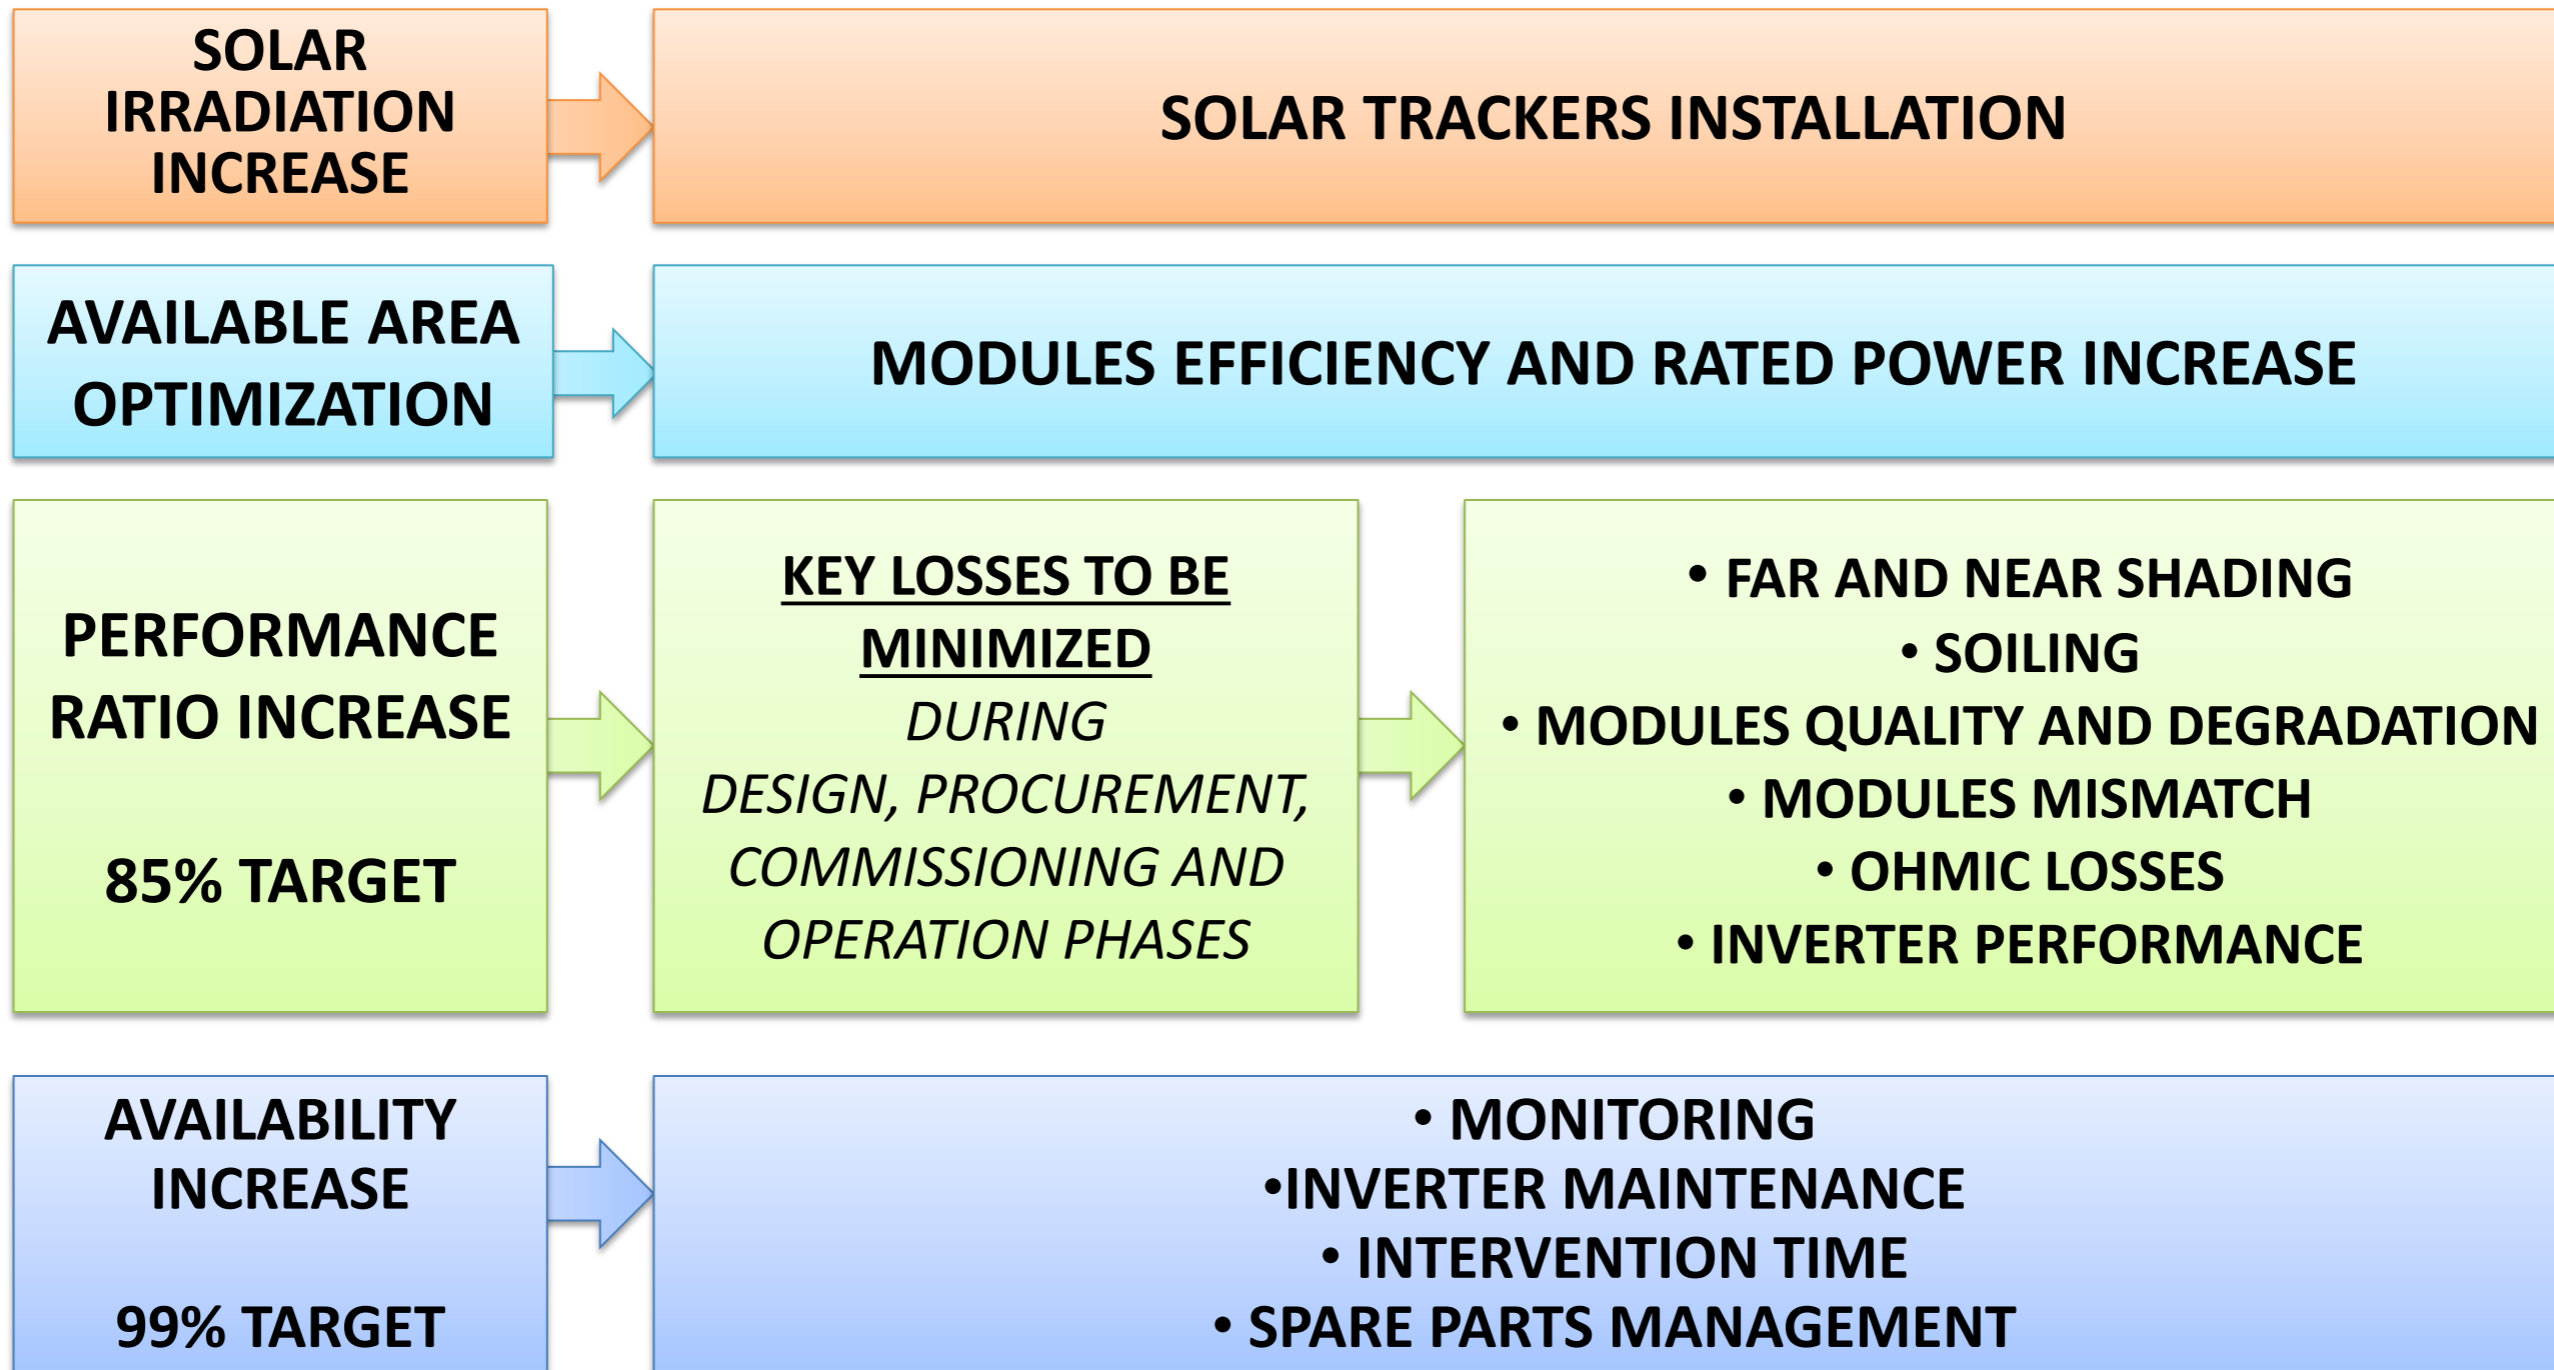 SOLAR
IRRADIATION
INCREASE
SOLAR TRACKERS INSTALLATION
AVAILABLE AREA
OPTIMIZATION
MODULES EFFICIENCY AND RATED POWER INCREASE
PERFORMANCE
RATIO INCREASE
85% TARGET
KEY LOSSES TO BE
MINIMIZED
DURING
DESIGN, PROCUREMENT,
COMMISSIONING AND
OPERATION PHASES
• FAR AND NEAR SHADING
• SOILING
• MODULES QUALITY AND DEGRADATION
• MODULES MISMATCH
• OHMIC LOSSES
• INVERTER PERFORMANCE
AVAILABILITY
INCREASE
99% TARGET
• MONITORING
•INVERTER MAINTENANCE
• INTERVENTION TIME
• SPARE PARTS MANAGEMENT